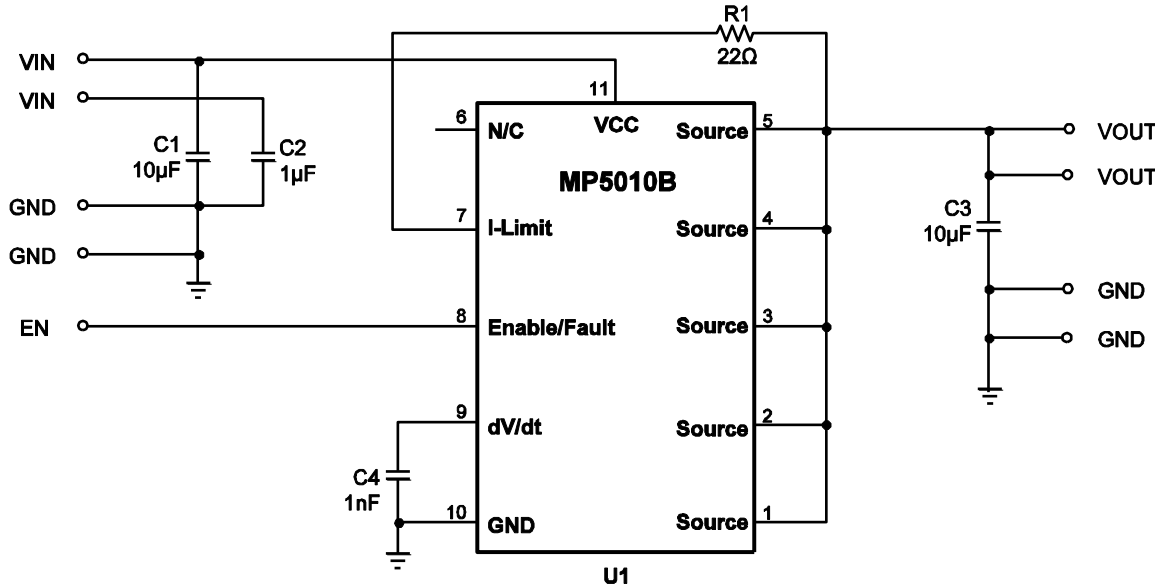 R1
22Ω
VIN
VIN
GND
GND
EN
C1
10µF
C2
1µF
11
VCC
6
N/C
Source
5
MP5010B
7
I-Limit
Source
4
8
Enable/Fault
Source
3
9
dV/dt
Source
2
10
GND
Source
1
C4
1nF
U1
C3
10µF
VOUT
VOUT
GND
GND